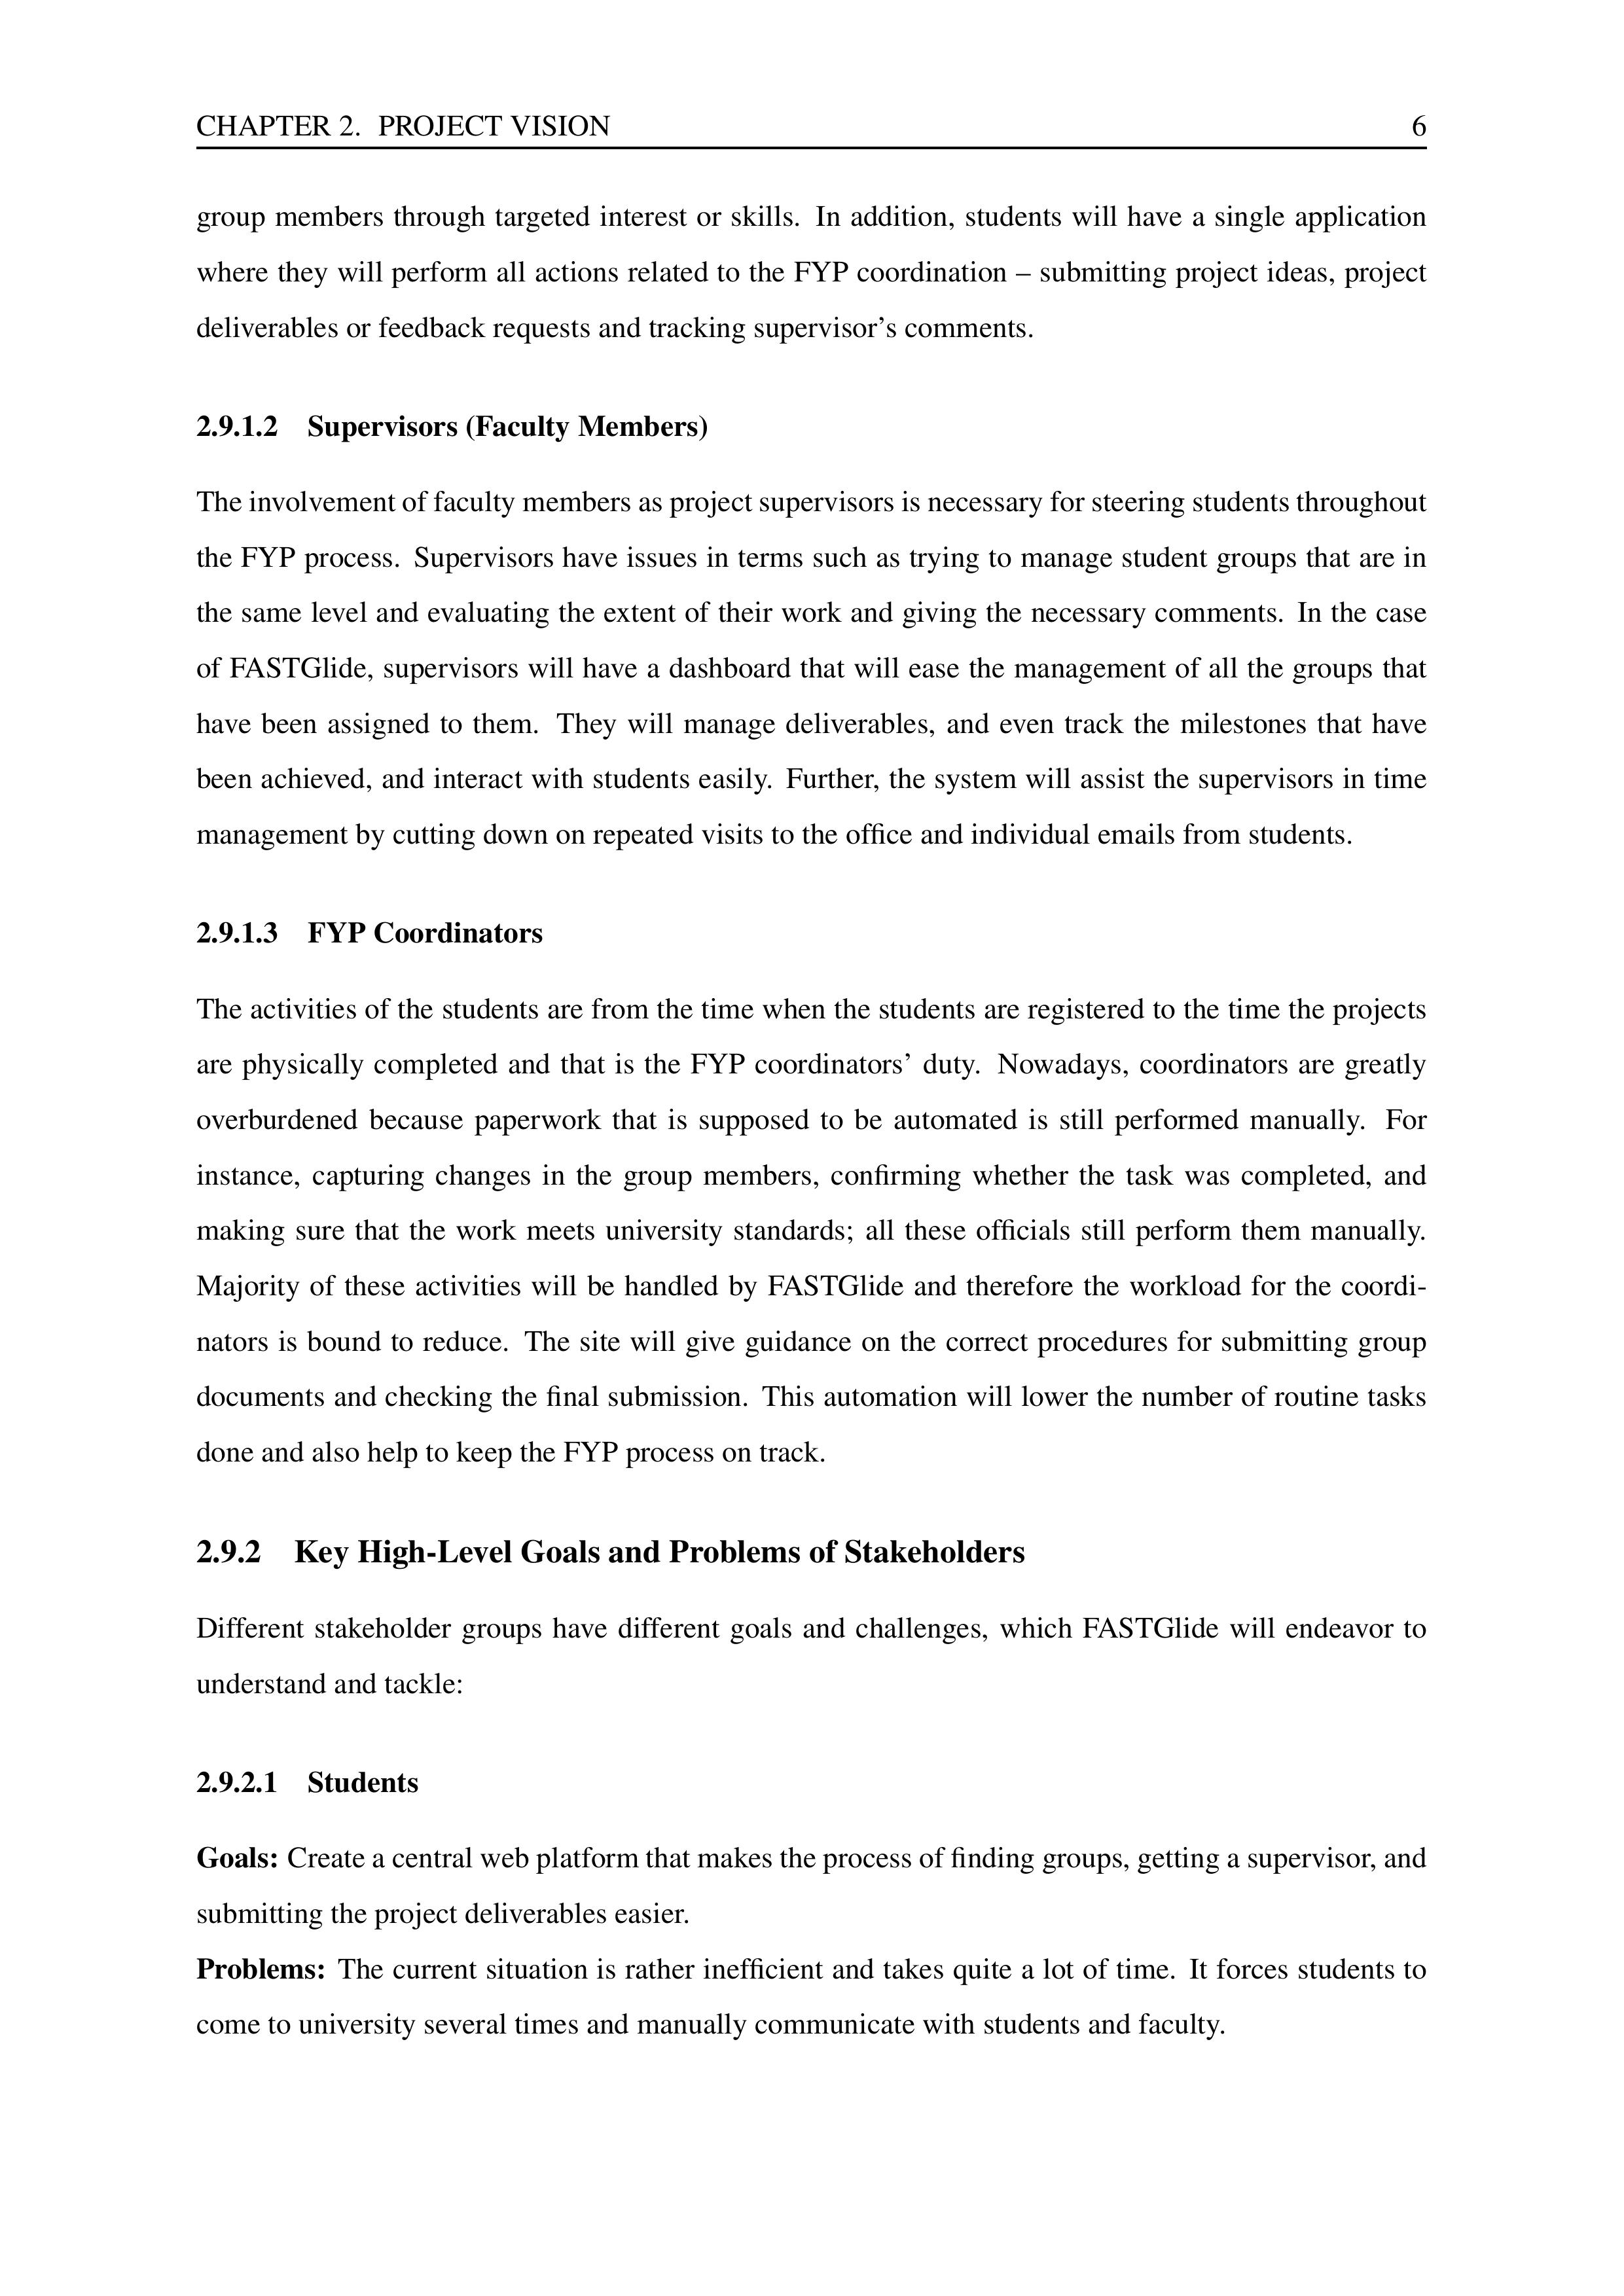 CHAPTER 2. PROJECT VISION 6
group members through targeted interest or skills. In addition, students will have a single application
where they will perform all actions related to the FYP coordination – submitting project ideas, project
deliverables or feedback requests and tracking supervisor’s comments.
2.9.1.2 Supervisors (Faculty Members)
The involvement of faculty members as project supervisors is necessary for steering students throughout
the FYP process. Supervisors have issues in terms such as trying to manage student groups that are in
the same level and evaluating the extent of their work and giving the necessary comments. In the case
of FASTGlide, supervisors will have a dashboard that will ease the management of all the groups that
have been assigned to them. They will manage deliverables, and even track the milestones that have
been achieved, and interact with students easily. Further, the system will assist the supervisors in time
management by cutting down on repeated visits to the office and individual emails from students.
2.9.1.3 FYP Coordinators
The activities of the students are from the time when the students are registered to the time the projects
are physically completed and that is the FYP coordinators’ duty. Nowadays, coordinators are greatly
overburdened because paperwork that is supposed to be automated is still performed manually. For
instance, capturing changes in the group members, confirming whether the task was completed, and
making sure that the work meets university standards; all these officials still perform them manually.
Majority of these activities will be handled by FASTGlide and therefore the workload for the coordi-
nators is bound to reduce. The site will give guidance on the correct procedures for submitting group
documents and checking the final submission. This automation will lower the number of routine tasks
done and also help to keep the FYP process on track.
2.9.2 Key High-Level Goals and Problems of Stakeholders
Different stakeholder groups have different goals and challenges, which FASTGlide will endeavor to
understand and tackle:
2.9.2.1 Students
Goals: Create a central web platform that makes the process of finding groups, getting a supervisor, and
submitting the project deliverables easier.
Problems: The current situation is rather inefficient and takes quite a lot of time. It forces students to
come to university several times and manually communicate with students and faculty.